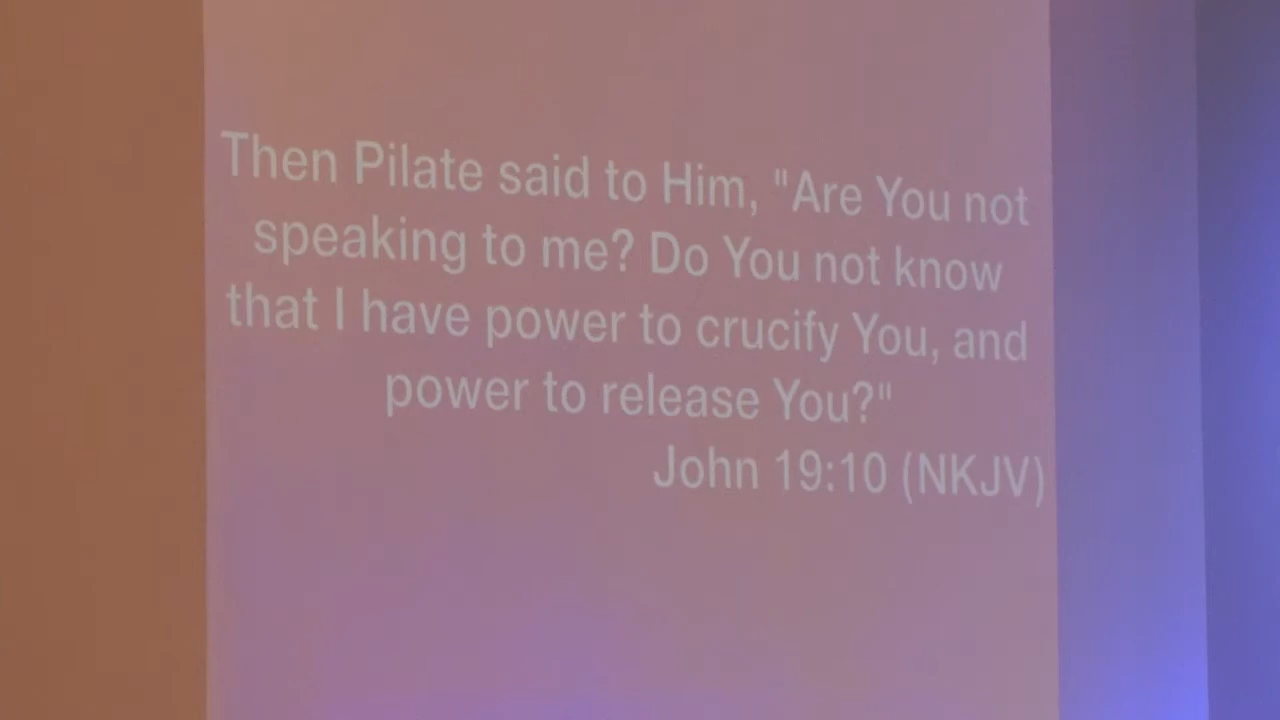 Then Pilate said to Him, "Are You not
speaking to me? Do You not know
that I have power to crucify You, and
power to release You?"
John 19:10 (NKJV)